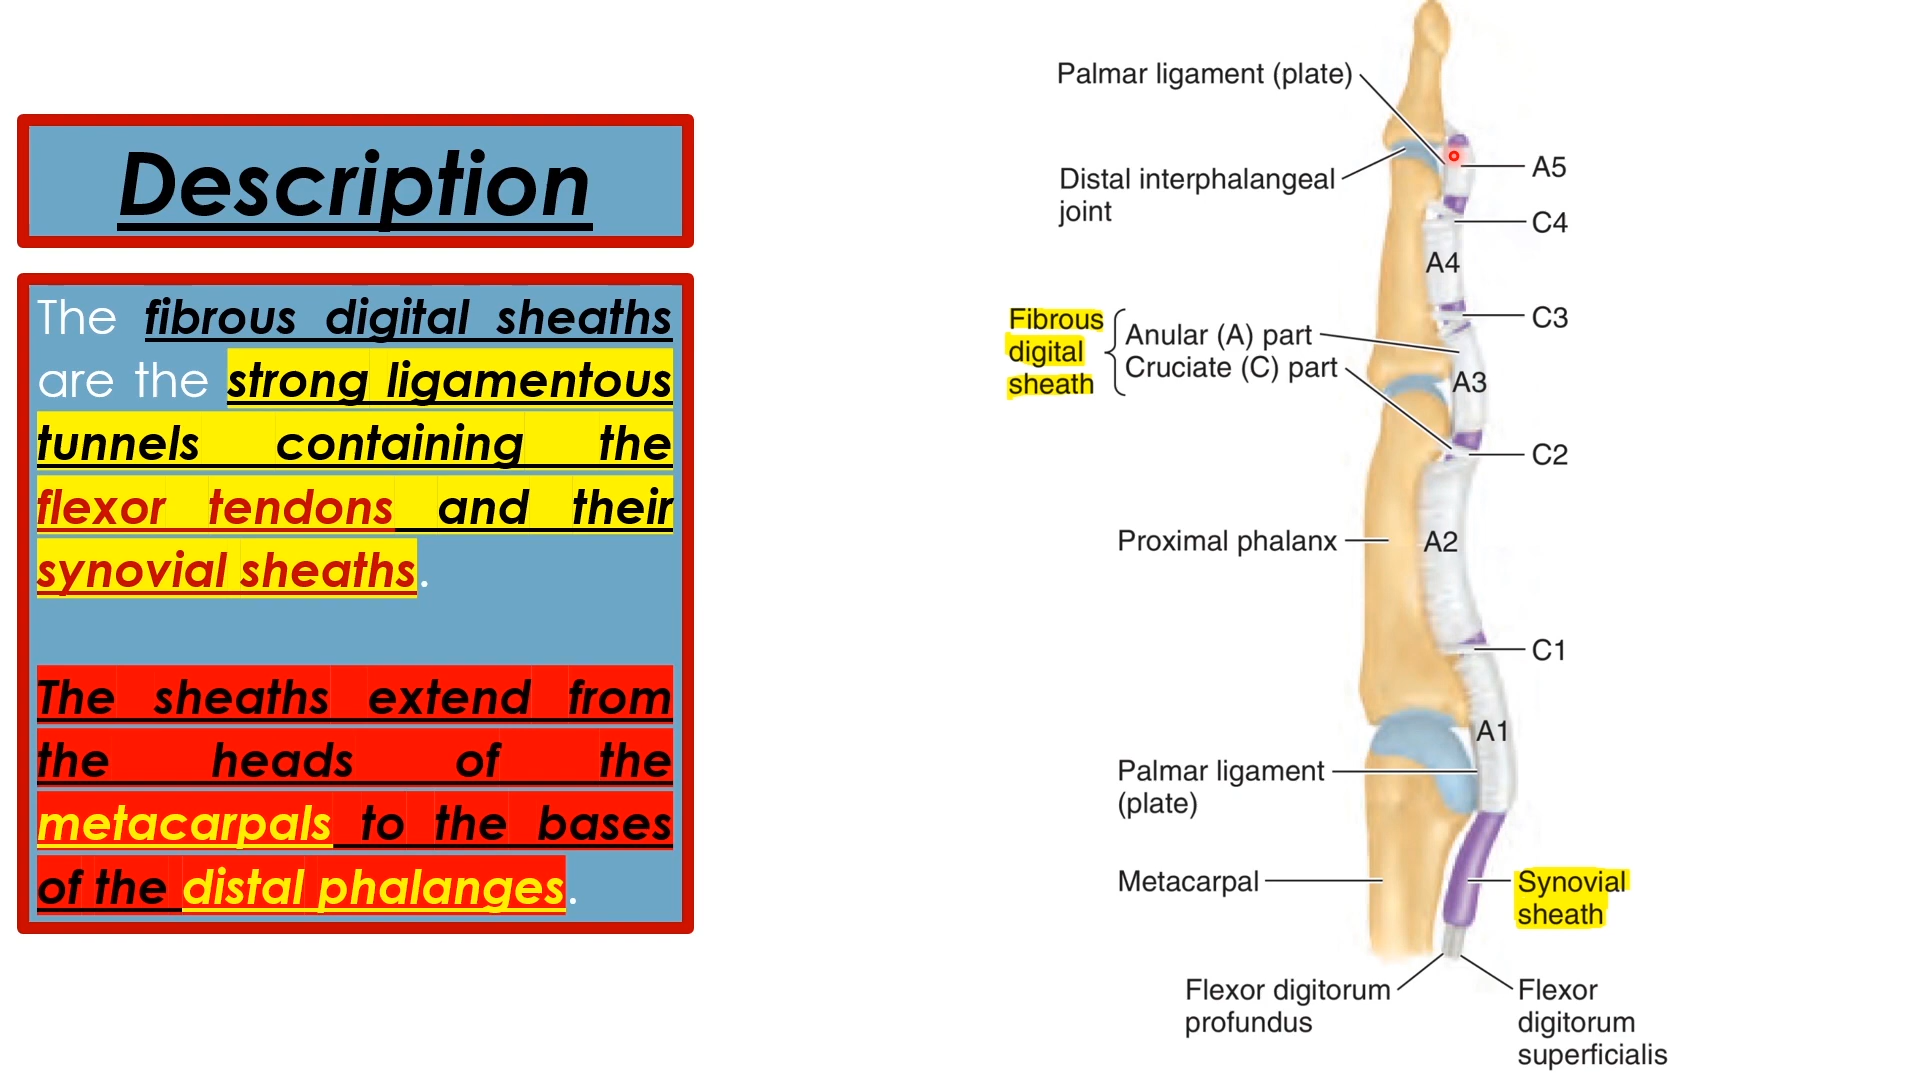 Description
The fibrous digital sheaths
are the strong ligamentous
tunnels containing the
flexor tendons and their
synovial sheaths.
The sheaths extend from
the heads of the
metacarpals to the bases
of the distal phalanges.
Palmar ligament (plate)
Distal interphalangeal
joint
A5
C4
A4
C3
Fibrous
digital
sheath
Anular (A) part
Cruciate (C) part
A3
C2
Proximal phalanx
A2
C1
A1
Palmar ligament
(plate)
Metacarpal
Synovial
sheath
Flexor digitorum
profundus
Flexor
digitorum
superficialis